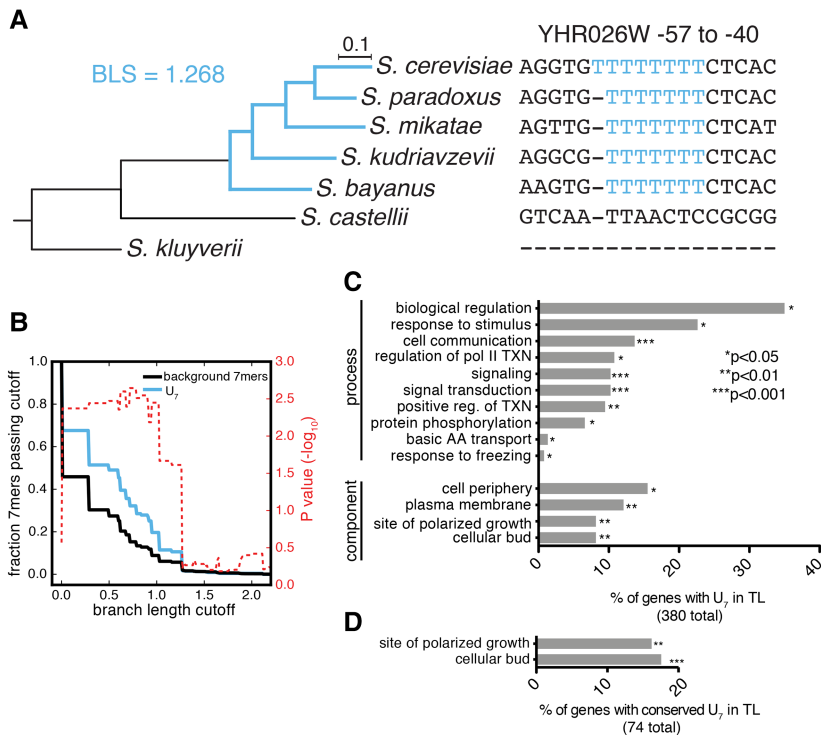 A
BLS = 1.268
0.1
YHR026W -57 to -40
S. cerevisiae AGGTGTTTTTTTTCTCAC
S. paradoxus AGGTG-TTTTTTTCTCAC
S. mikatae AGTTG-TTTTTTTCTCAT
S. kudriavzevii AGGCG-TTTTTTTCTCAC
S. bayanus AAGTG-TTTTTTTCTCAC
S. castellii GTCAA-TTAACTCCGCGG
S. kluyverii ------------------
B
background 7mers
U7
fraction 7mers passing cutoff
1.0
0.8
0.6
0.4
0.2
0.0
3.0
2.5
2.0
1.5
1.0
0.5
0.0
P value (-log10)
0.0 0.5 1.0 1.5 2.0
branch length cutoff
C
process
biological regulation *
response to stimulus *
cell communication ***
regulation of pol II TXN *
signaling ***
signal transduction ***
positive reg. of TXN **
protein phosphorylation *
basic AA transport *
response to freezing *
*p<0.05
**p<0.01
***p<0.001
component
cell periphery *
plasma membrane **
site of polarized growth **
cellular bud **
0 10 20 30 40
% of genes with U7 in TL
(380 total)
D
site of polarized growth **
cellular bud ***
0 10 20
% of genes with conserved U7 in TL
(74 total)